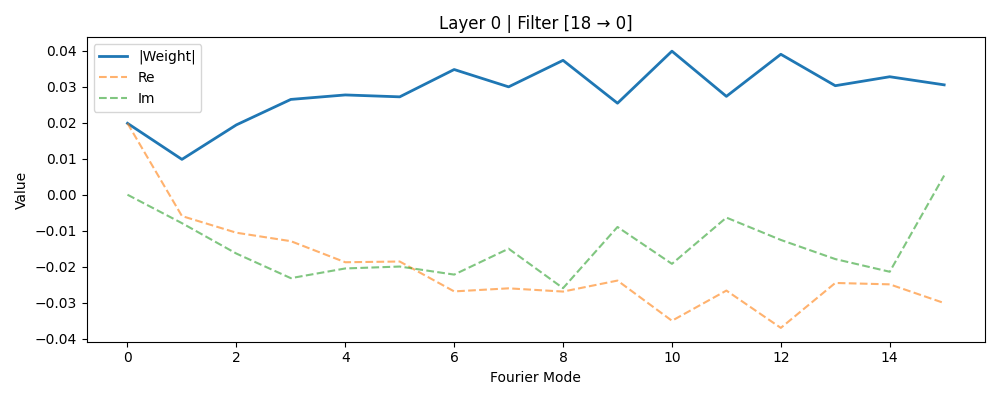 Layer 0 | Filter [18 → 0]
|Weight|
Re
Im
0.04
0.03
0.02
0.01
0.00
−0.01
−0.02
−0.03
−0.04
Value
0 2 4 6 8 10 12 14
Fourier Mode